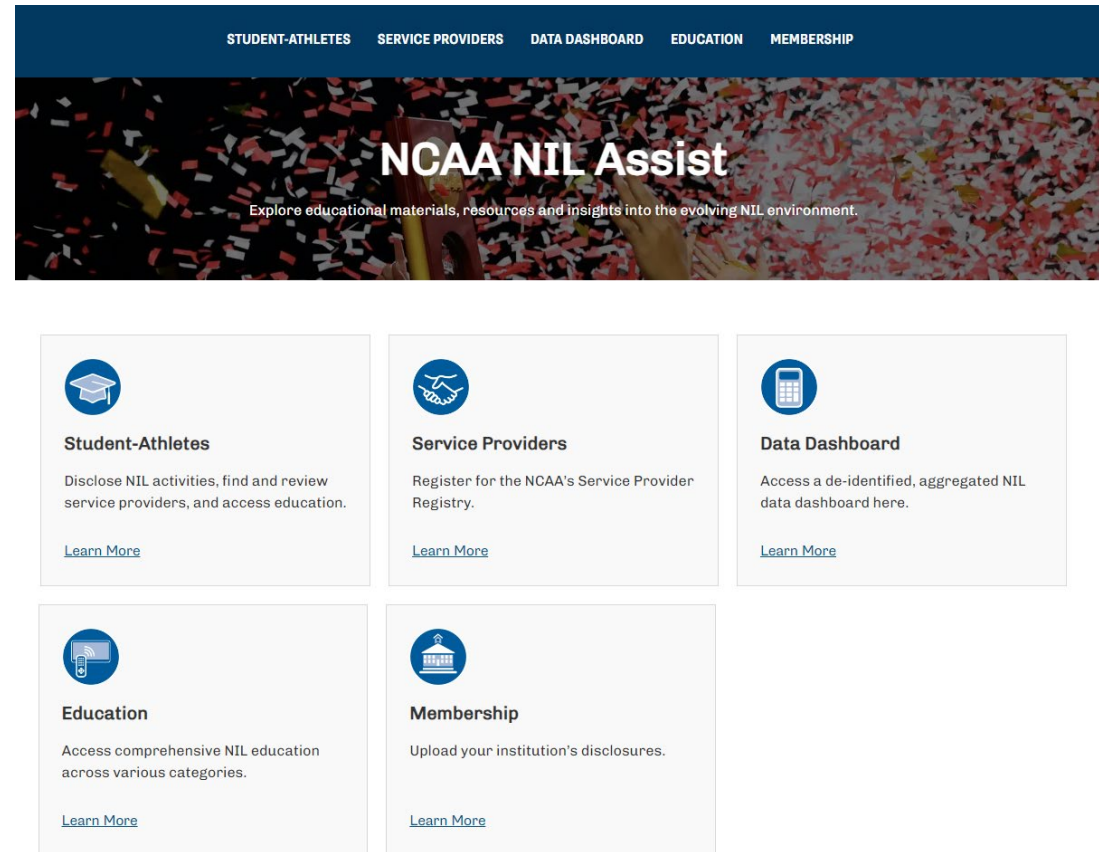 STUDENT-ATHLETES SERVICE PROVIDERS DATA DASHBOARD EDUCATION MEMBERSHIP
NCAA NIL Assist
Explore educational materials, resources and insights into the evolving NIL environment.
Student-Athletes
Disclose NIL activities, find and review
service providers, and access education.
Learn More
Service Providers
Register for the NCAA's Service Provider
Registry.
Learn More
Data Dashboard
Access a de-identified, aggregated NIL
data dashboard here.
Learn More
Education
Access comprehensive NIL education
across various categories.
Learn More
Membership
Upload your institution's disclosures.
Learn More